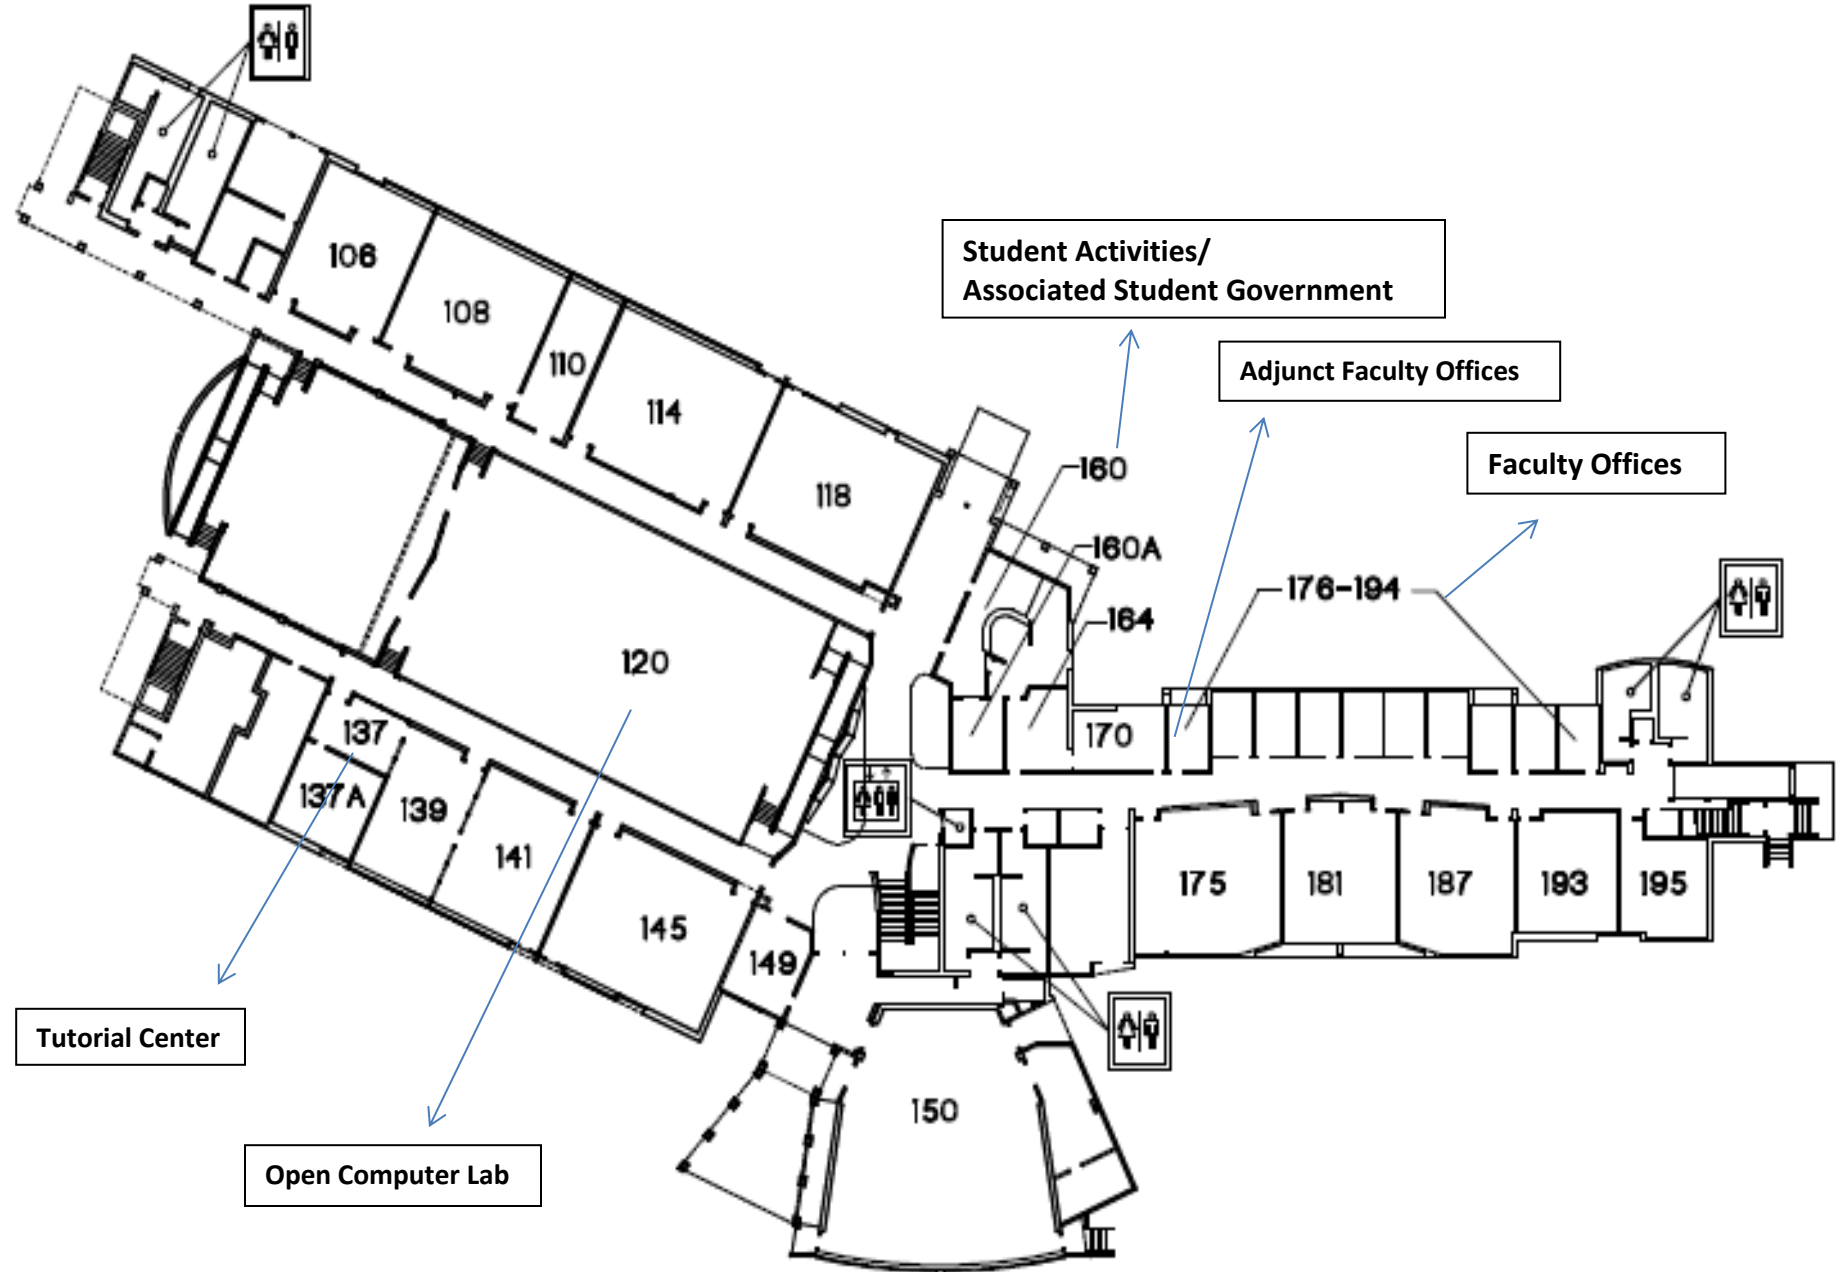 106
108
110
114
118
Student Activities/
Associated Student Government
Adjunct Faculty Offices
Faculty Offices
160
160A
164
176-194
120
170
137
137A
139
141
145
149
175
181
187
193
195
150
Tutorial Center
Open Computer Lab